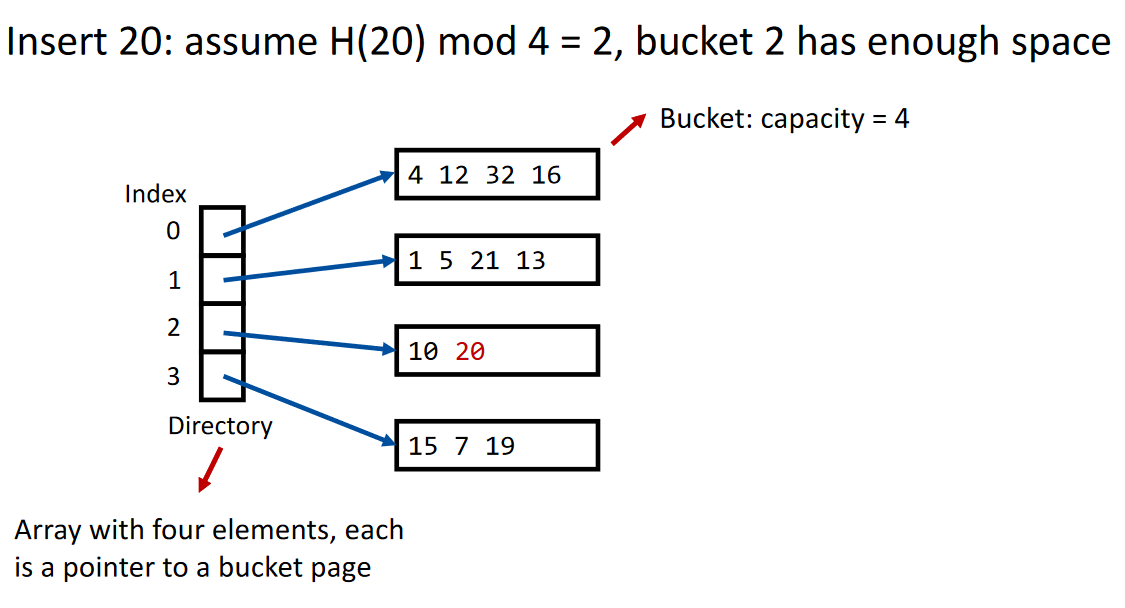 Insert 20: assume H(20) mod 4 = 2, bucket 2 has enough space
Bucket: capacity = 4
4 12 32 16
Index
0
1 5 21 13
1
2
10 20
3
Directory
15 7 19
Array with four elements, each
is a pointer to a bucket page